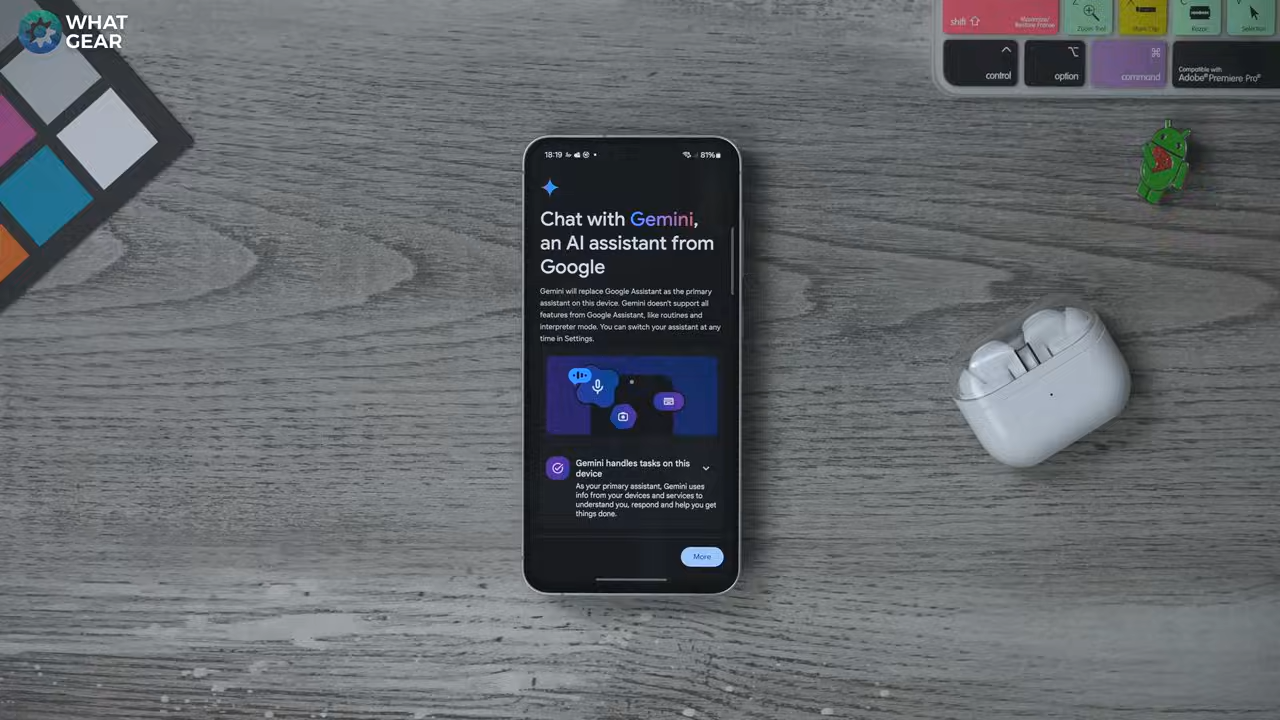 WHAT
GEAR
shift
Zoom Tool
control
option
command
Compatible with
Adobe® Premiere Pro®
18:19
81%
Chat with Gemini,
an AI assistant from
Google
Gemini will replace Google Assistant as the primary
assistant on this device. Gemini doesn't support all
features from Google Assistant, like routines and
interpreter mode. You can switch your assistant at any
time in Settings.
Gemini handles tasks on this
device
As your primary assistant, Gemini uses
info from your devices and services to
understand you, respond and help you get
things done.
More